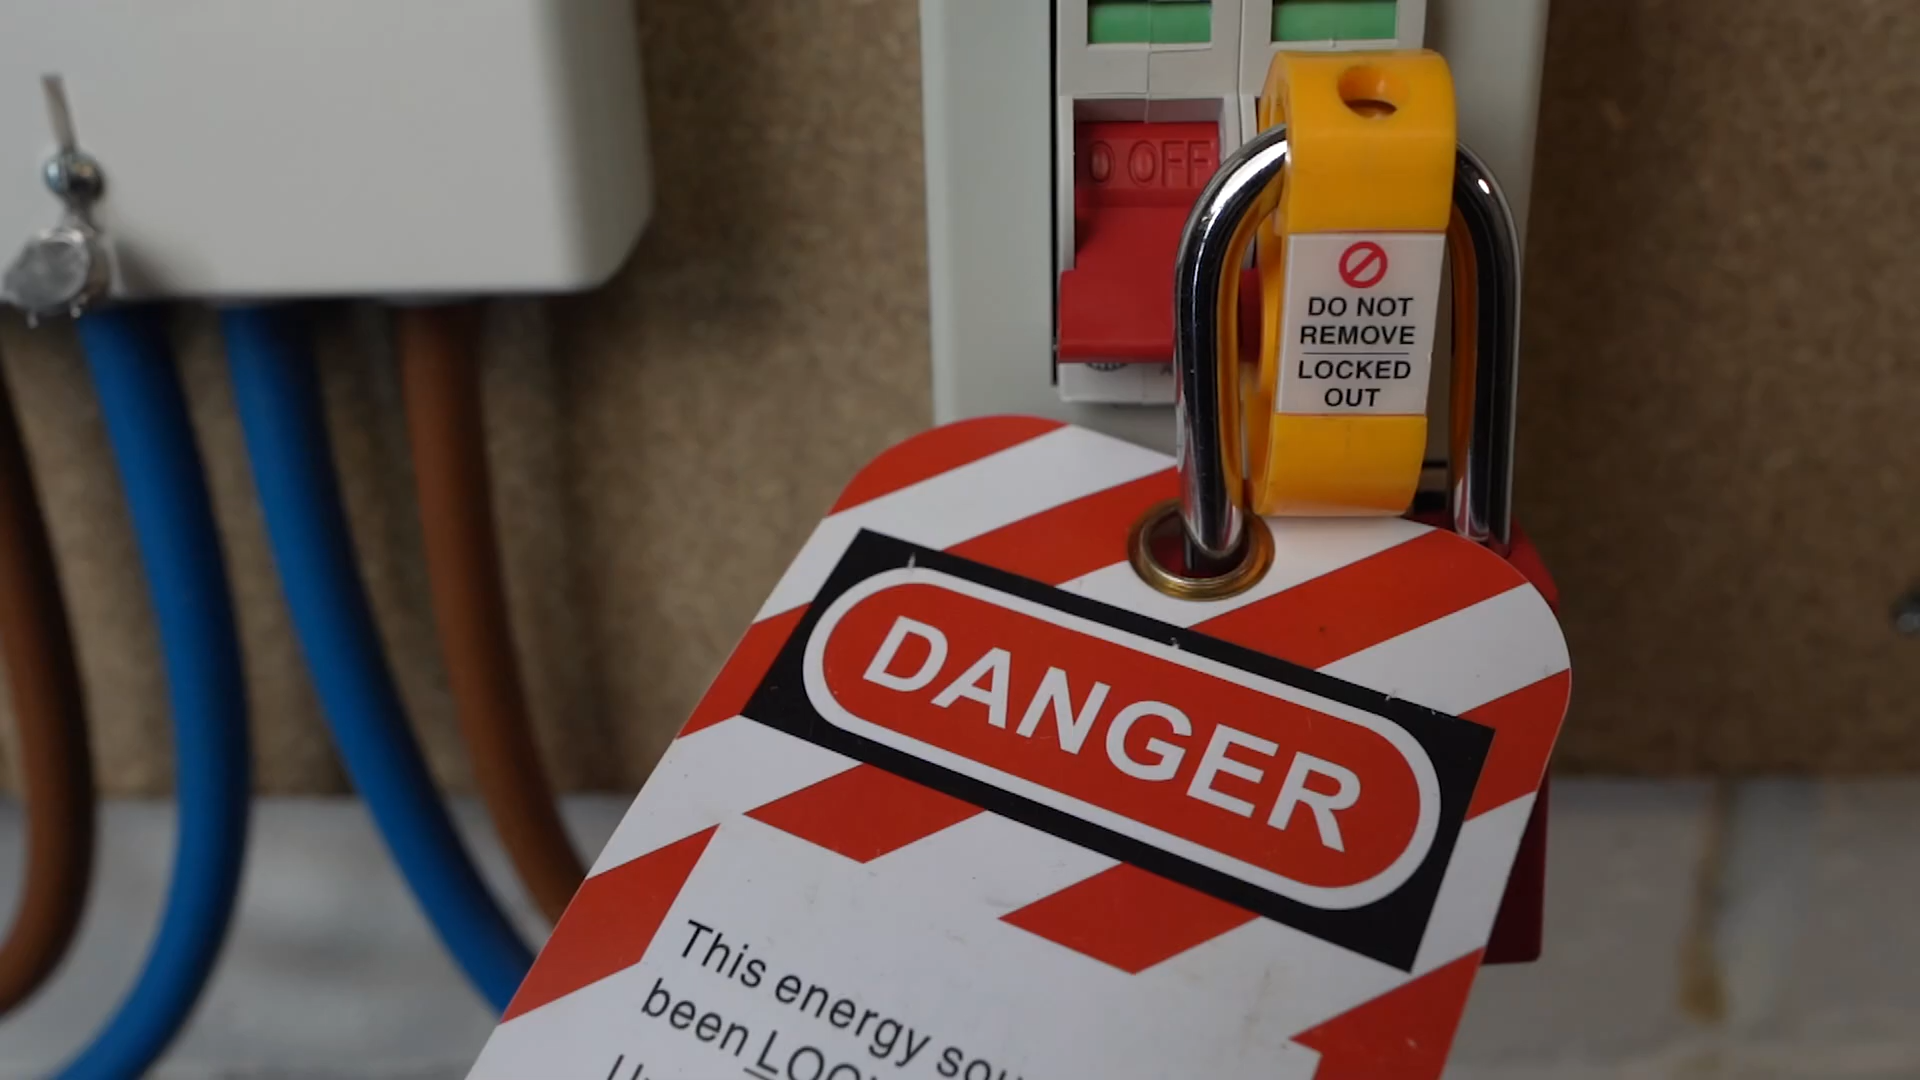 O OFF
DO NOT
REMOVE
LOCKED
OUT
DANGER
This energy
been